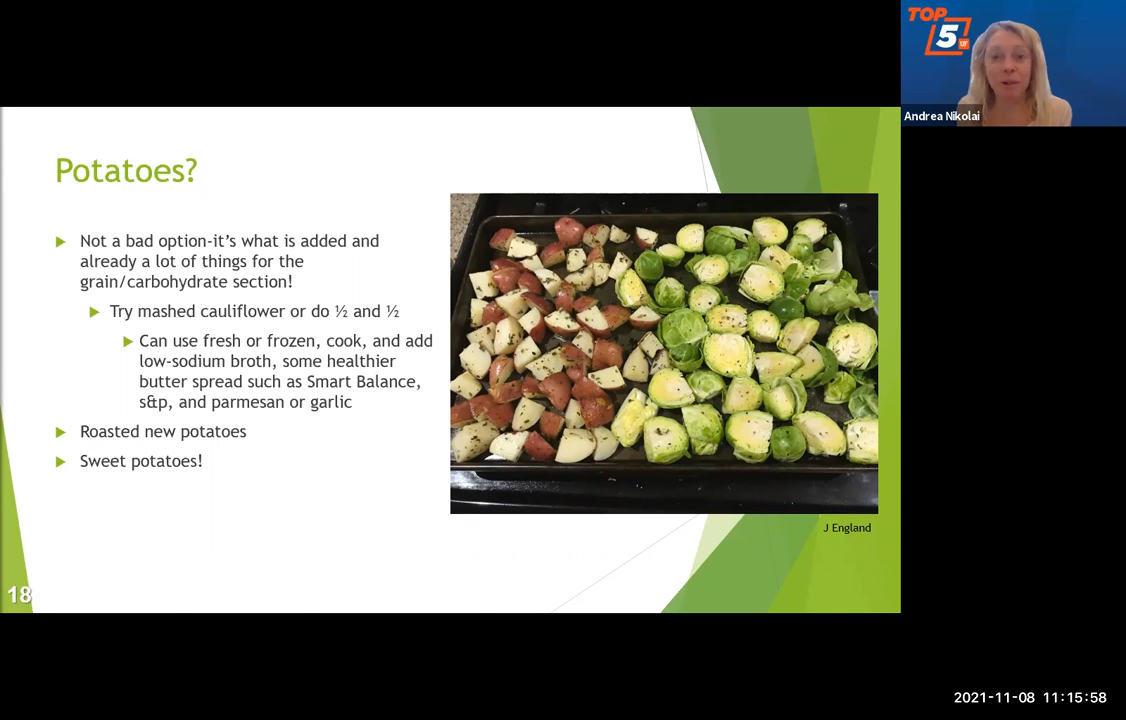 TOP
5
UF
Andrea Nikolai
Potatoes?
Not a bad option-it's what is added and
already a lot of things for the
grain/carbohydrate section!
Try mashed cauliflower or do ½ and ½
Can use fresh or frozen, cook, and add
low-sodium broth, some healthier
butter spread such as Smart Balance,
s&p, and parmesan or garlic
Roasted new potatoes
Sweet potatoes!
J England
18
2021-11-08 11:15:58